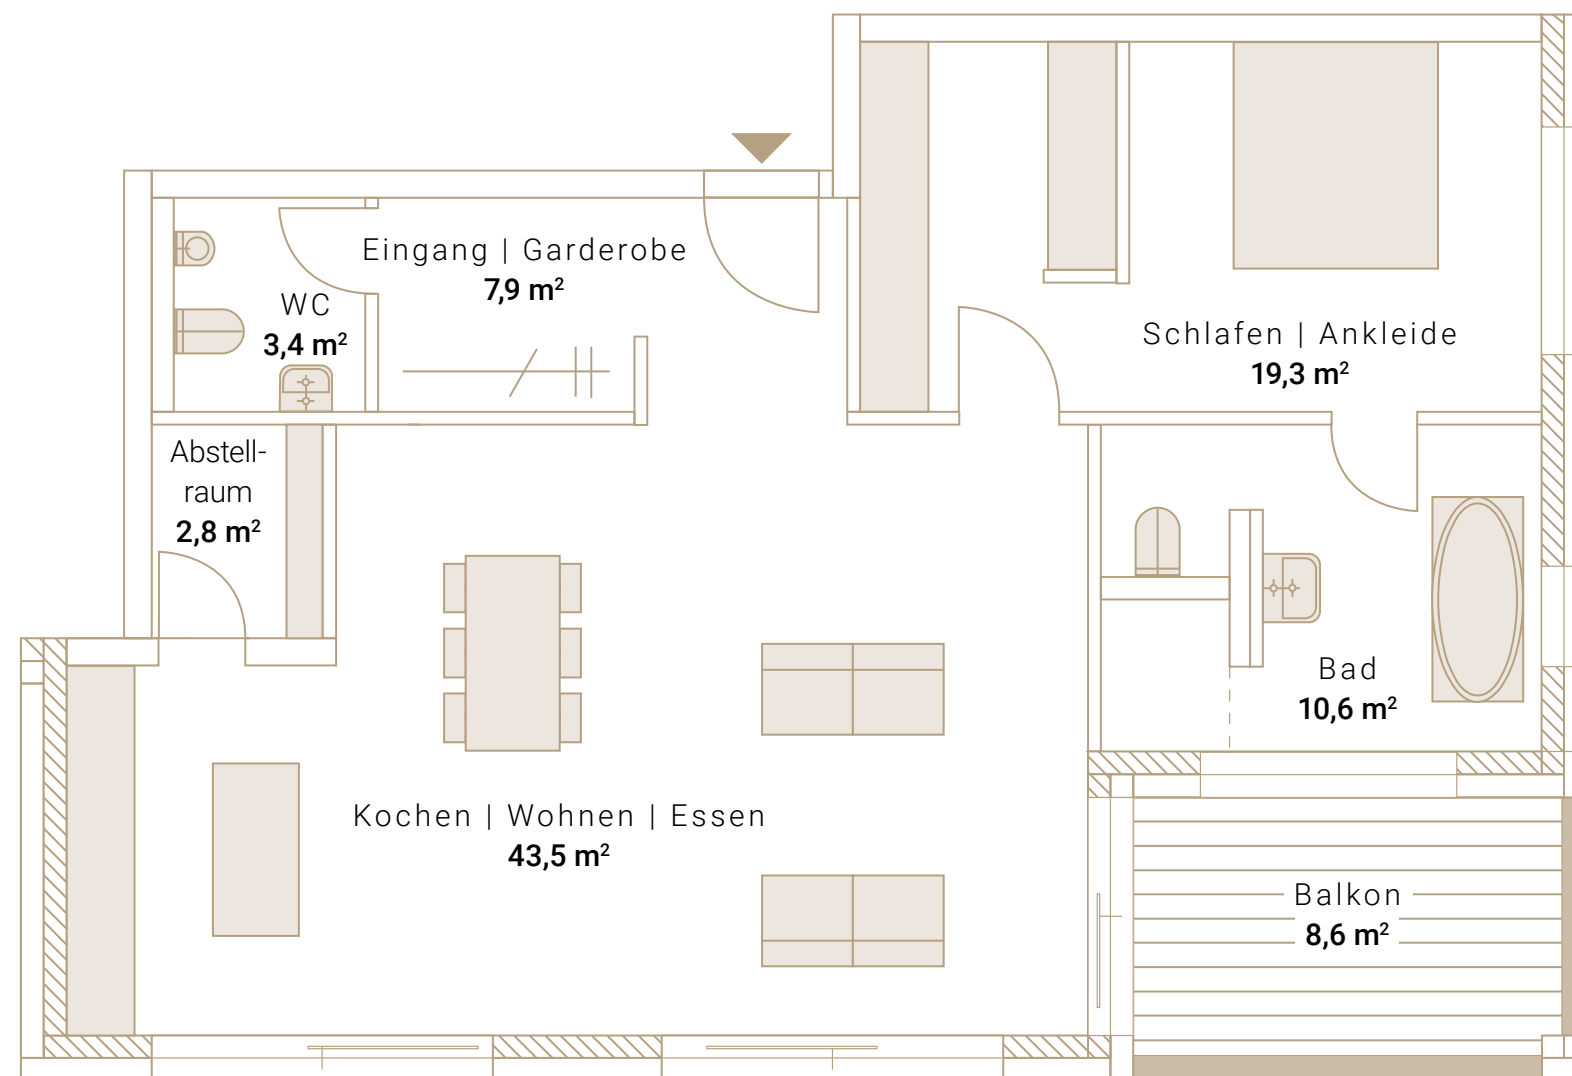 Eingang | Garderobe
7,9 m²
WC
3,4 m²
Schlafen | Ankleide
19,3 m²
Abstell-
raum
2,8 m²
Bad
10,6 m²
Kochen | Wohnen | Essen
43,5 m²
Balkon
8,6 m²